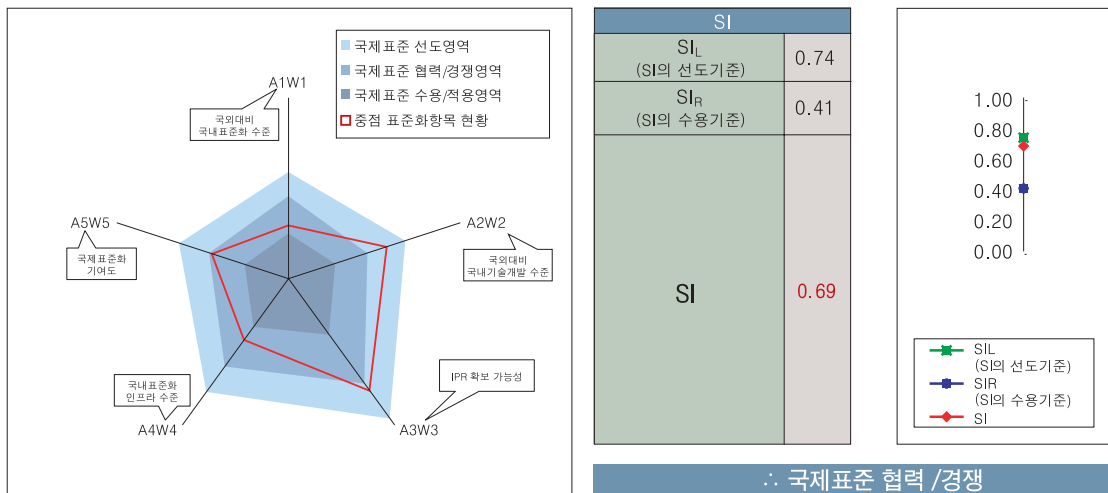 국제표준 선도영역
국제표준 협력/경쟁영역
국제표준 수용/적용영역
중점 표준화항목 현황
A1W1
국외대비
국내표준화 수준
A2W2
국외대비
국내기술개발 수준
IPR 확보 가능성
A3W3
국내표준화
인프라 수준
A4W4
A5W5
국제표준화
기여도
SI
SIL
(SI의 선도기준)
0.74
SIR
(SI의 수용기준)
0.41
SI
0.69
1.00
0.80
0.60
0.40
0.20
0.00
SIL
(SI의 선도기준)
SIR
(SI의 수용기준)
SI
∴ 국제표준 협력 /경쟁